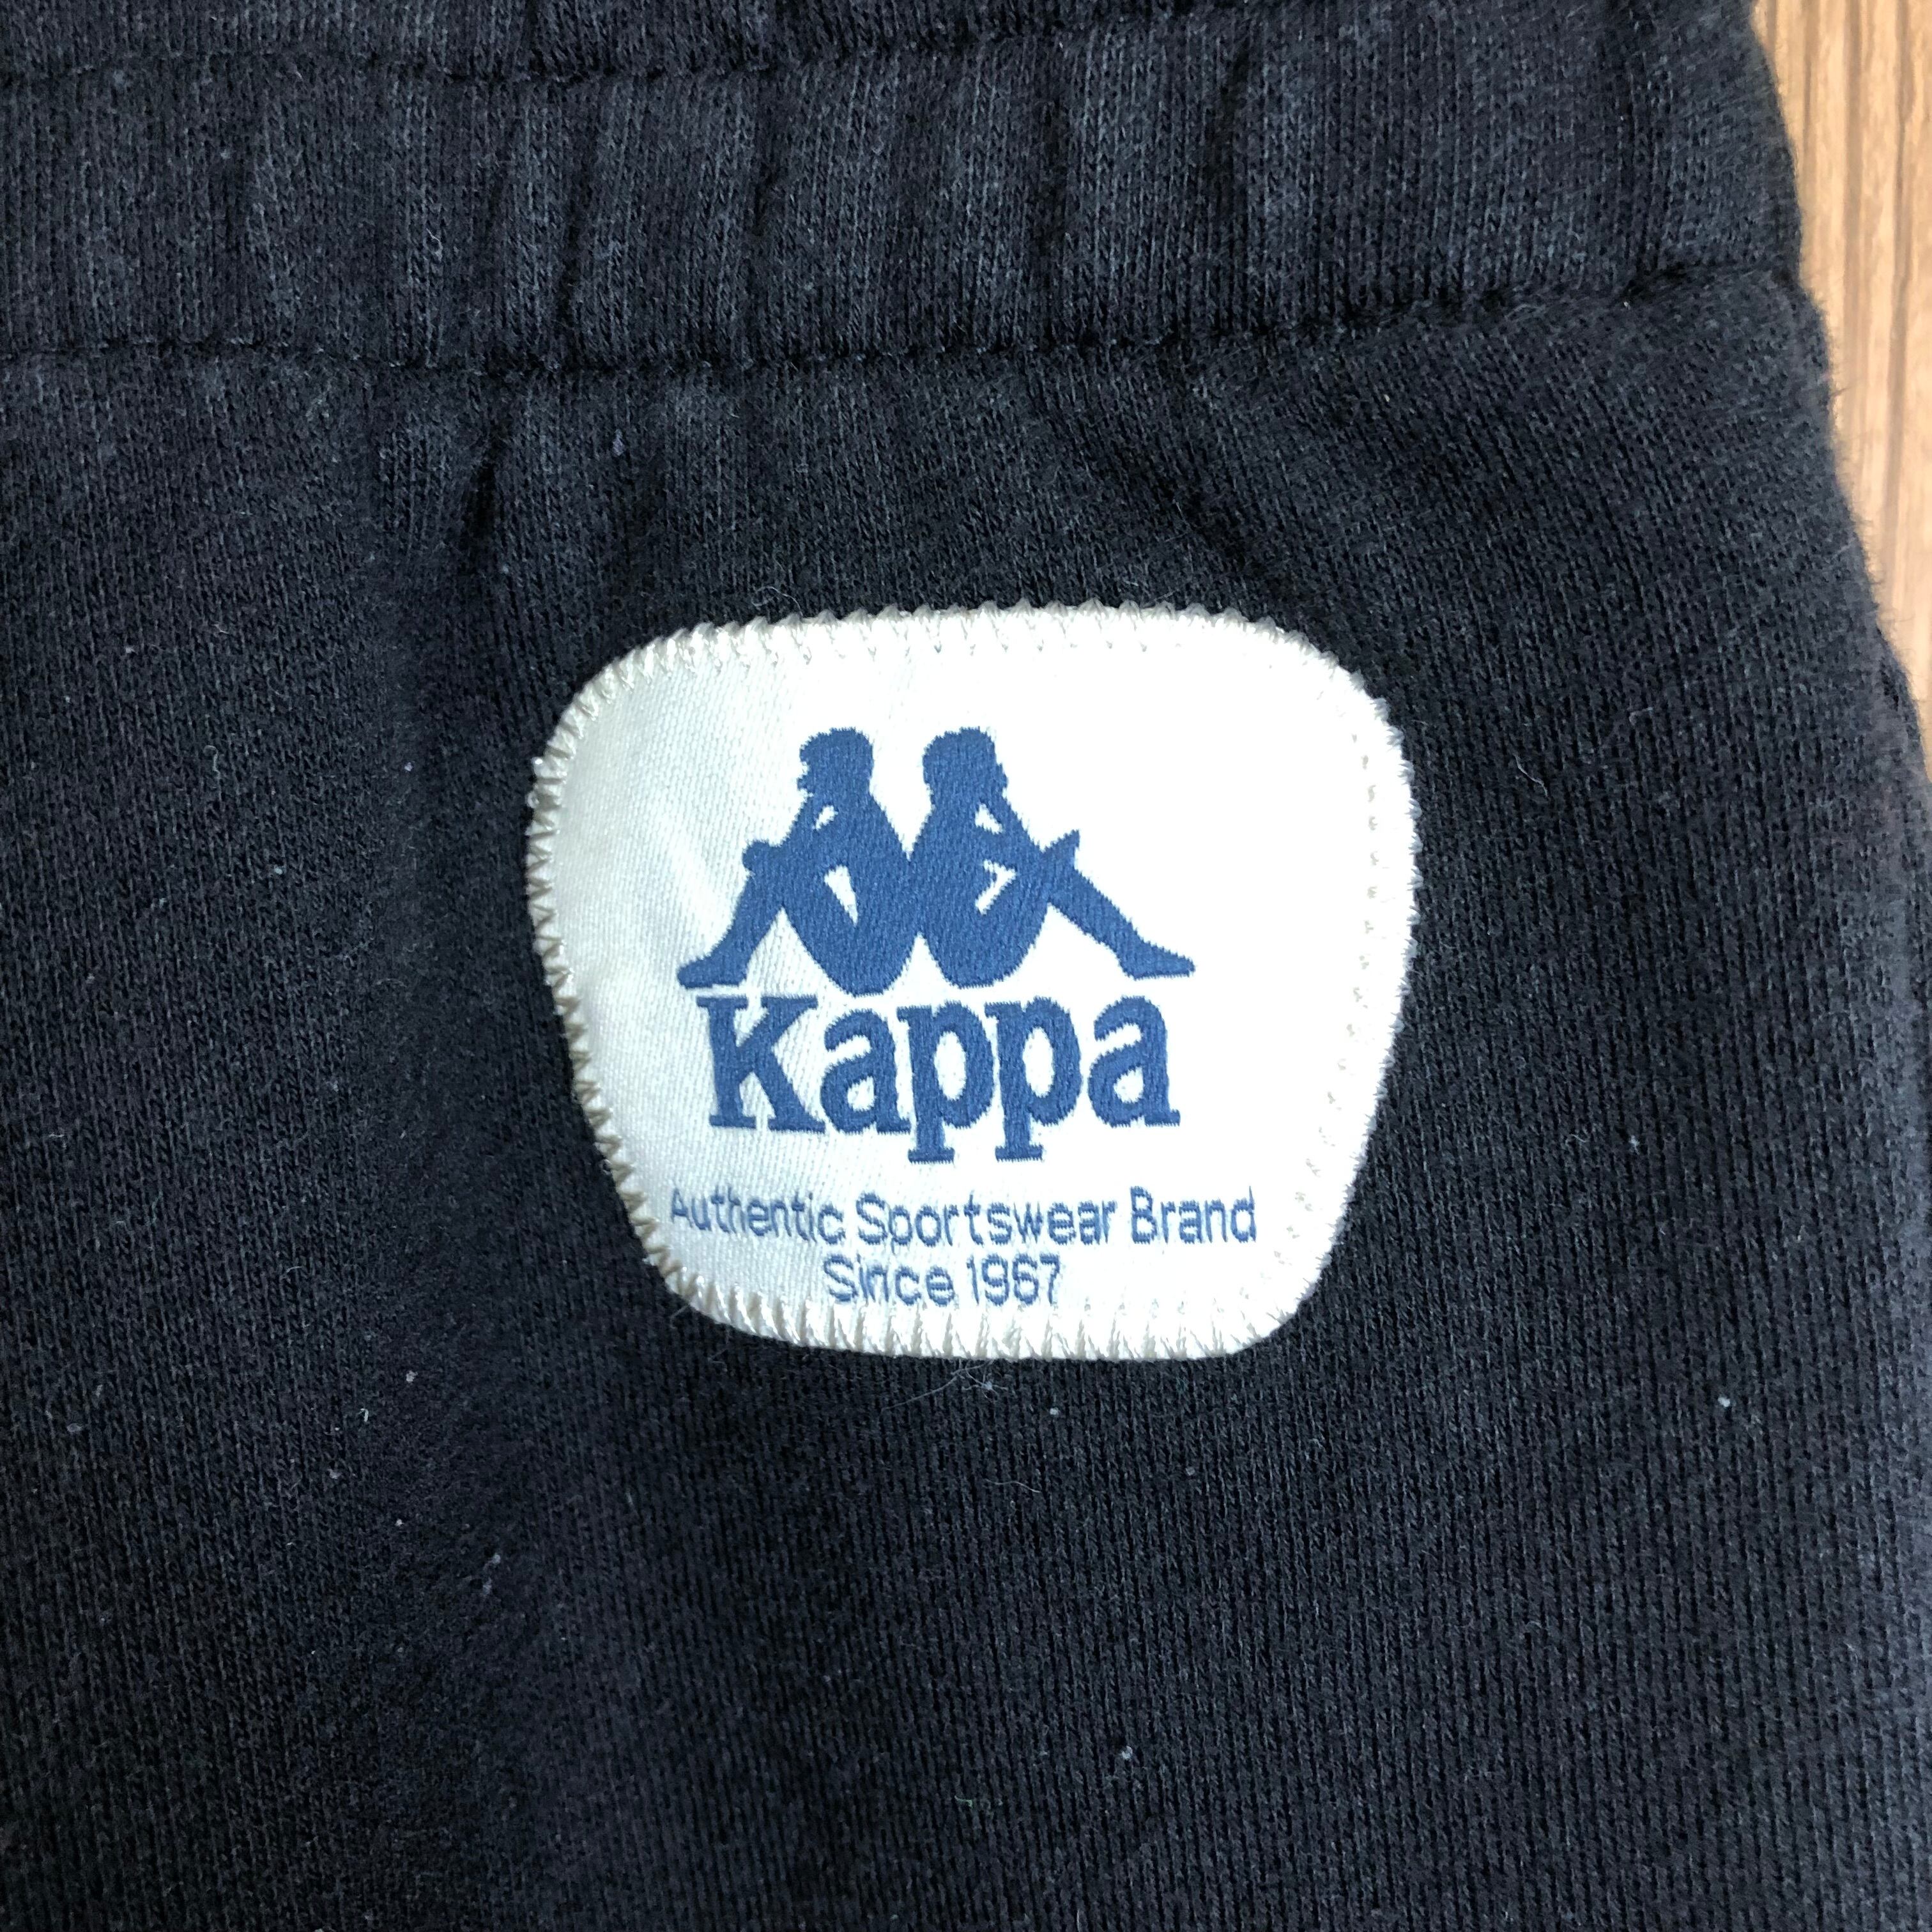 Kappa
Authentic Sportswear Brand
Since 1967